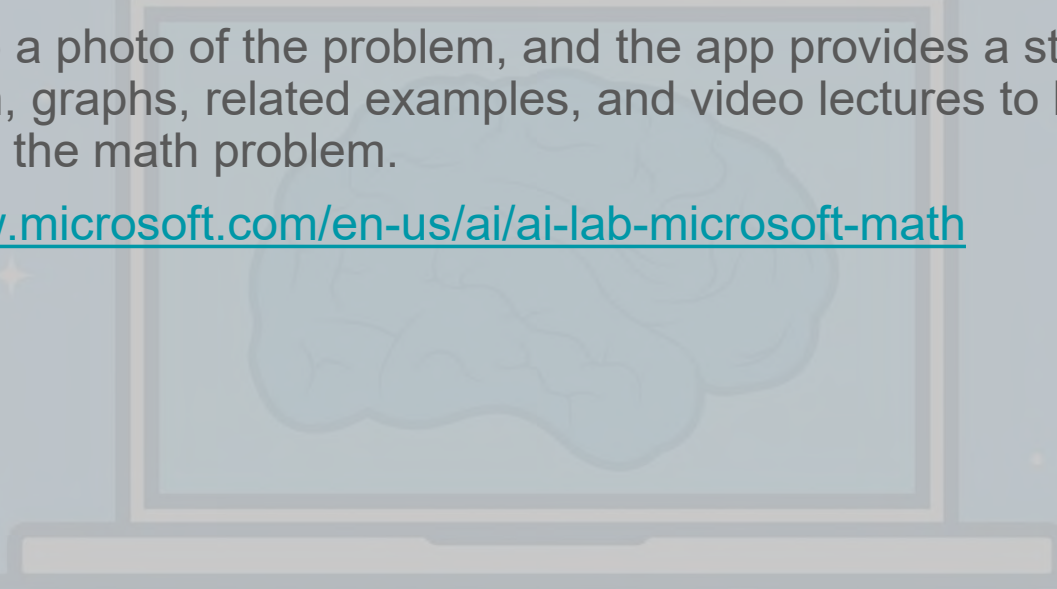 a photo of the problem, and the app provides a
graphs, related examples, and video lectures to
the math problem.
.microsoft.com/en-us/ai/ai-lab-microsoft-math